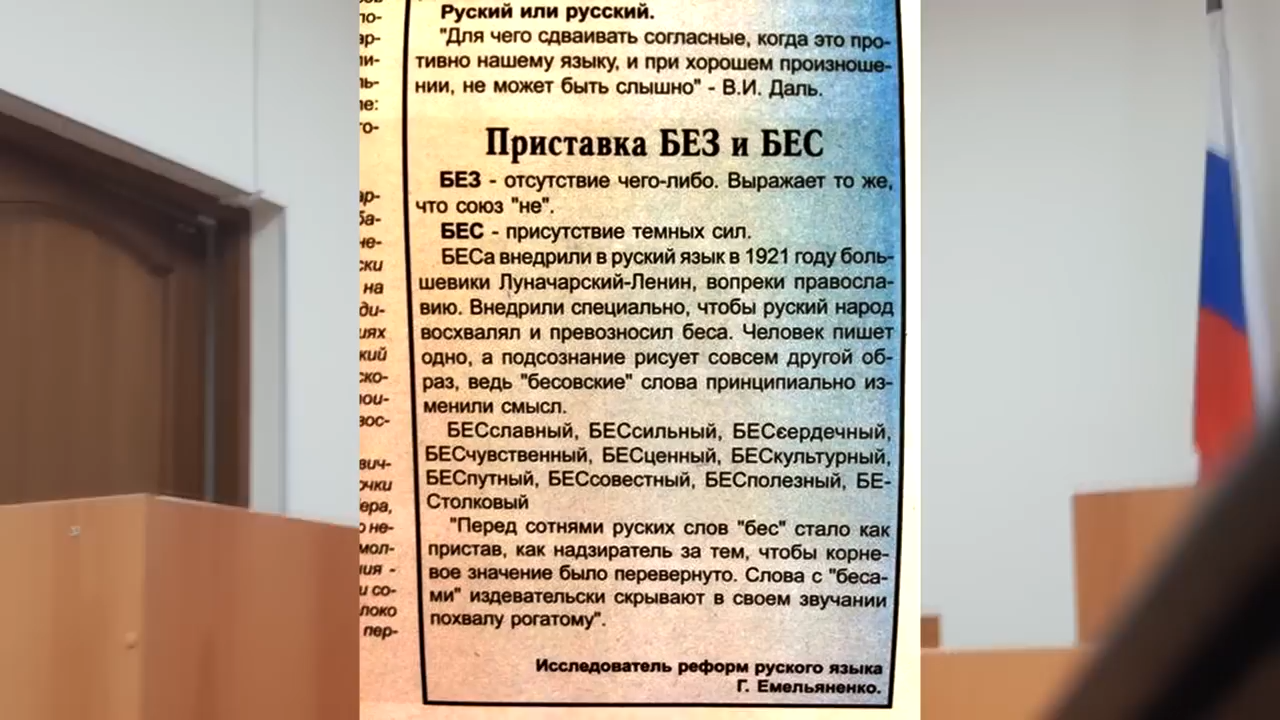 Руский или русский.
"Для чего сдваивать согласные, когда это про-
тивно нашему языку, и при хорошем произноше-
нии, не может быть слышно" - В.И. Даль.
Приставка БЕЗ и БЕС
БЕЗ - отсутствие чего-либо. Выражает то же,
что союз "не".
БЕС - присутствие темных сил.
БЕСа внедрили в руский язык в 1921 году боль-
шевики Луначарский-Ленин, вопреки правосла-
вию. Внедрили специально, чтобы руский народ
восхвалял и превозносил беса. Человек пишет
одно, а подсознание рисует совсем другой об-
раз, ведь "бесовские" слова принципиально из-
менили смысл.
БЕСславный, БЕСсильный, БЕСсердечный,
БЕСчувственный, БЕСценный, БЕСкультурный,
БЕСпутный, БЕСсовестный, БЕСполезный, БЕ-
Столковый
"Перед сотнями руских слов "бес" стало как
пристав, как надзиратель за тем, чтобы корне-
вое значение было перевернуто. Слова с "беса-
ми" издевательски скрывают в своем звучании
похвалу рогатому".
Исследователь реформ руского языка
Г. Емельяненко.